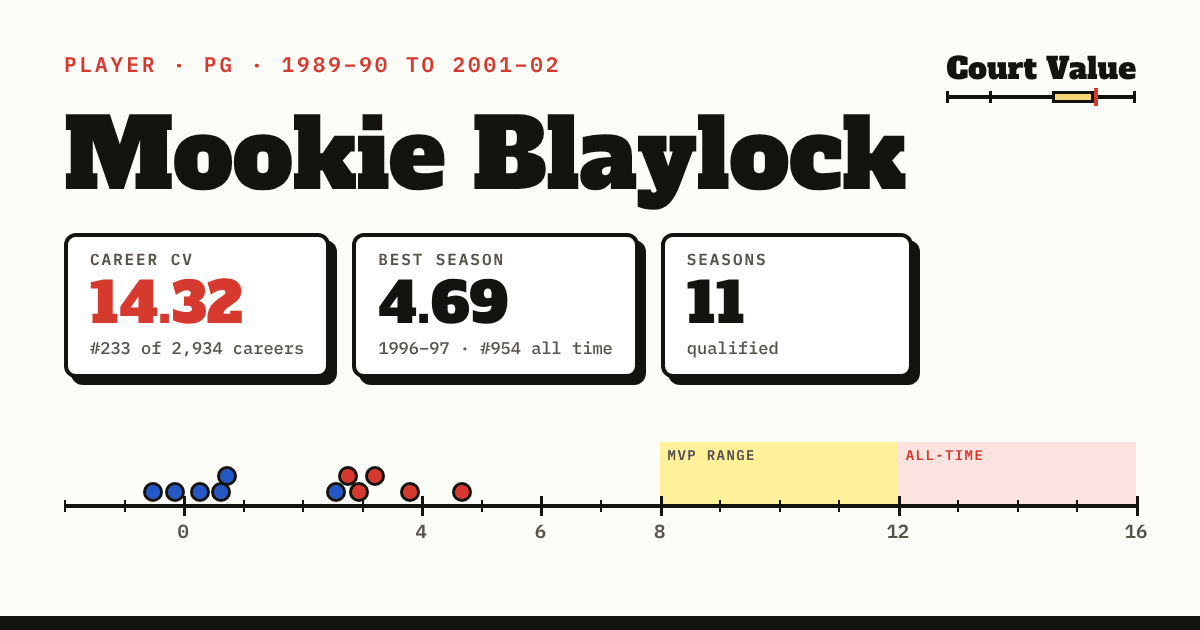 PLAYER · PG · 1989–90 TO 2001–02
Court Value
Mookie Blaylock
CAREER CV
14.32
#233 of 2,934 careers
BEST SEASON
4.69
1996–97 · #954 all time
SEASONS
11
qualified
MVP RANGE
ALL-TIME
0
4
6
8
12
16